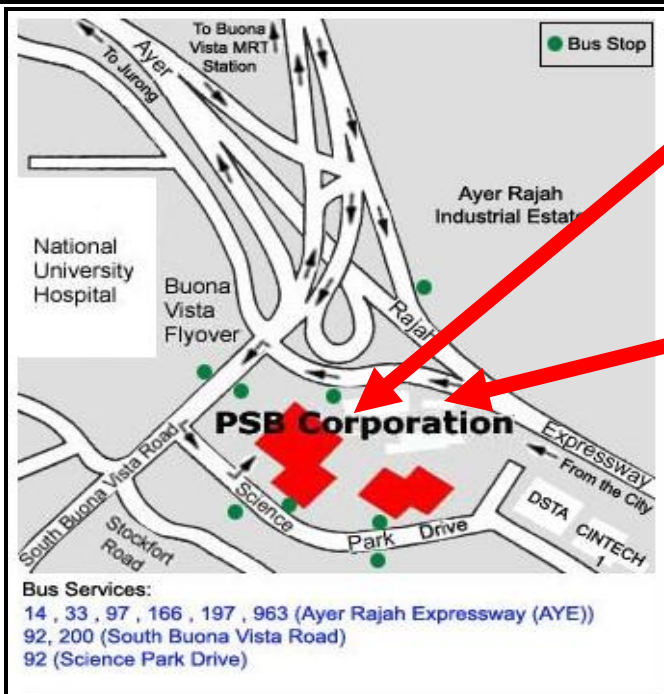 To Buona
Vista MRT
Station
Bus Stop
Ayer
To Jurong
Ayer Rajah
Industrial Estate
National
University
Hospital
Buona
Vista
Flyover
Rajah
PSB Corporation
Expressway
From the City
South Buona Vista Road
Science
Park Drive
DSTA
CINTECH
1
Stockfort
Road
Bus Services:
14 , 33 , 97 , 166 , 197 , 963 (Ayer Rajah Expressway (AYE))
92, 200 (South Buona Vista Road)
92 (Science Park Drive)